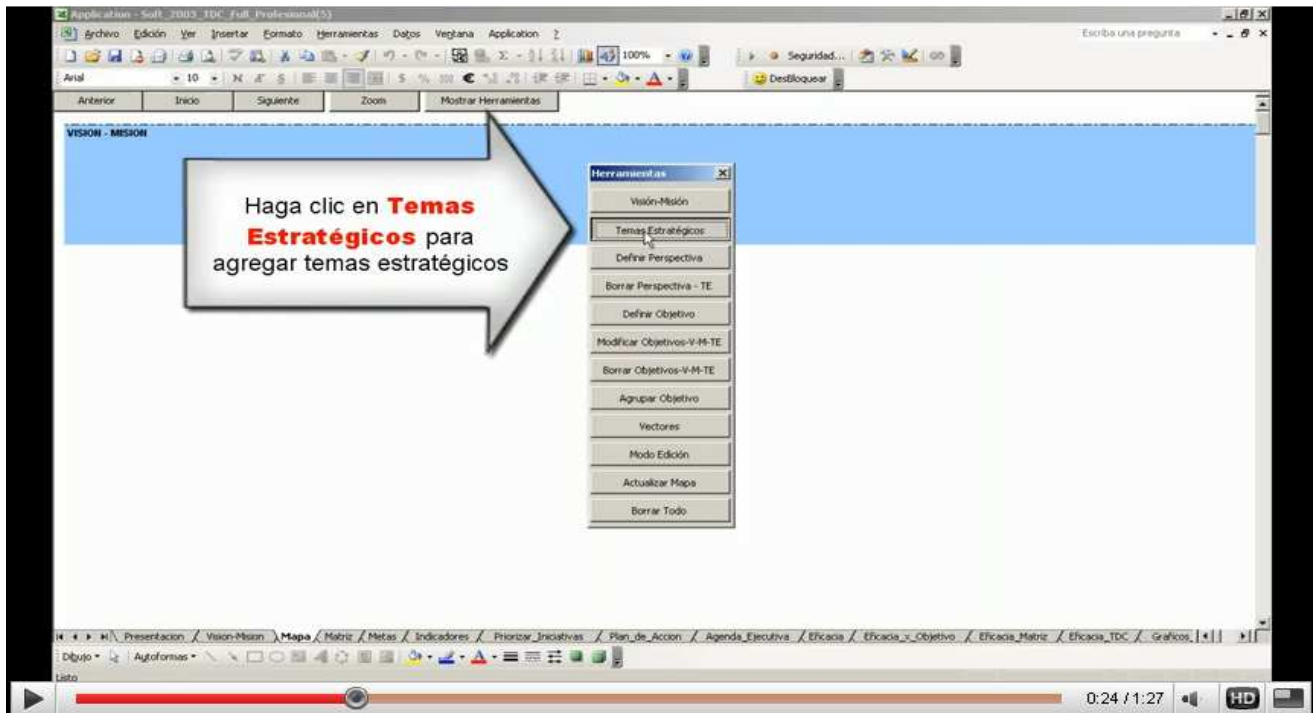 Application - Soft_2003_TDC_Full_Profesional(5)
Archivo Edición Ver Insertar Formato Herramientas Datos Ventana Application ?
Escriba una pregunta
100%
Seguridad...
Arial 10 N K S
DesBloquear
Anterior Inicio Siguiente Zoom Mostrar Herramientas
VISION - MISION
Haga clic en Temas
Estratégicos para
agregar temas estratégicos
Herramientas
Visión-Misión
Temas Estratégicos
Definir Perspectiva
Borrar Perspectiva - TE
Definir Objetivo
Modificar Objetivos-V-M-TE
Borrar Objetivos-V-M-TE
Agrupar Objetivo
Vectores
Modo Edición
Actualizar Mapa
Borrar Todo
Presentacion / Vision-Mision / Mapa / Matriz / Metas / Indicadores / Priorizar_Iniciativas / Plan_de_Accion / Agenda_Ejecutiva / Eficacia / Eficacia_x_Objetivo / Eficacia_Matriz / Eficacia_TDC / Graficos_
Dibujo Autoformas
Listo
0:24 / 1:27 HD